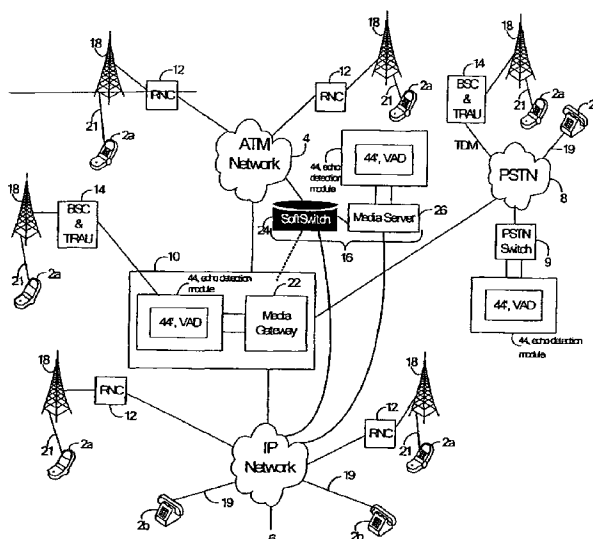 18
12
RNC
21
2a
12
RNC
18
21
2a
ATM
Network
4
14
BSC
&
TRAU
18
21
2a
TDM
19
PSTN
8
PSTN
Switch
9
44', VAD
44, echo detection
module
44', VAD
44, echo detection
module
24
SoftSwitch
Media Server
26
16
18
14
BSC
&
TRAU
21
2a
10
44, echo detection
module
44', VAD
22
Media
Gateway
18
RNC
12
21
2a
IP
Network
12
RNC
18
21
2a
19
2b
19
2b
6